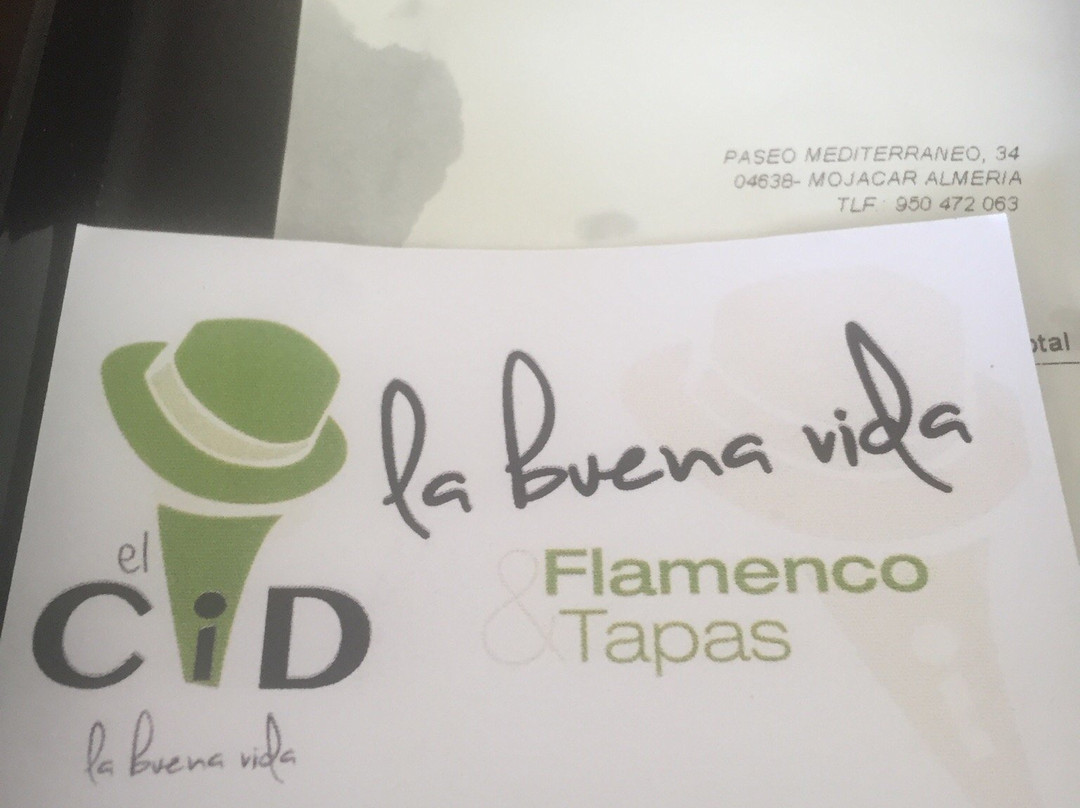 PASEO MEDITERRANEO, 34
04638- MOJACAR ALMERIA
TLF.: 950 472 063
la buena vida
el
CiD
&Flamenco
Tapas
la buena vida